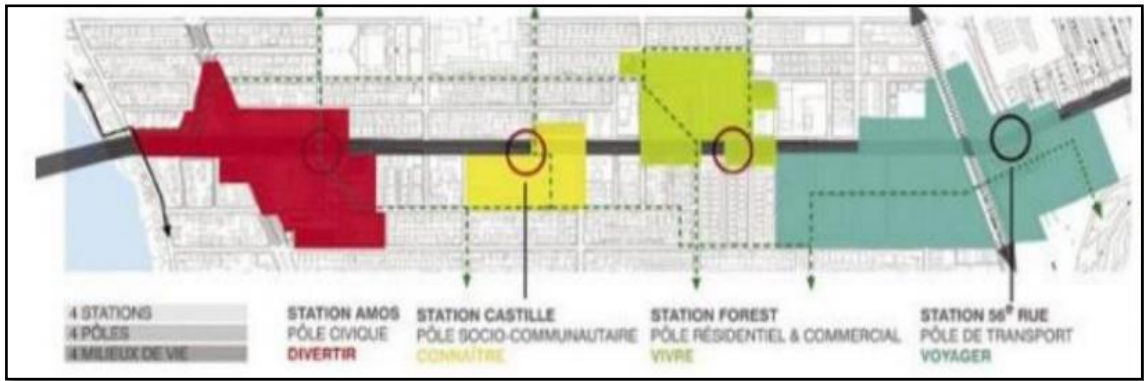 4 STATIONS
4 PÔLES
4 MILIEUX DE VIE
STATION AMOS
PÔLE CIVIQUE
DIVERTIR
STATION CASTILLE
PÔLE SOCIO-COMMUNAUTAIRE
CONNAÎTRE
STATION FOREST
PÔLE RÉSIDENTIEL & COMMERCIAL
VIVRE
STATION 56e RUE
PÔLE DE TRANSPORT
VOYAGER